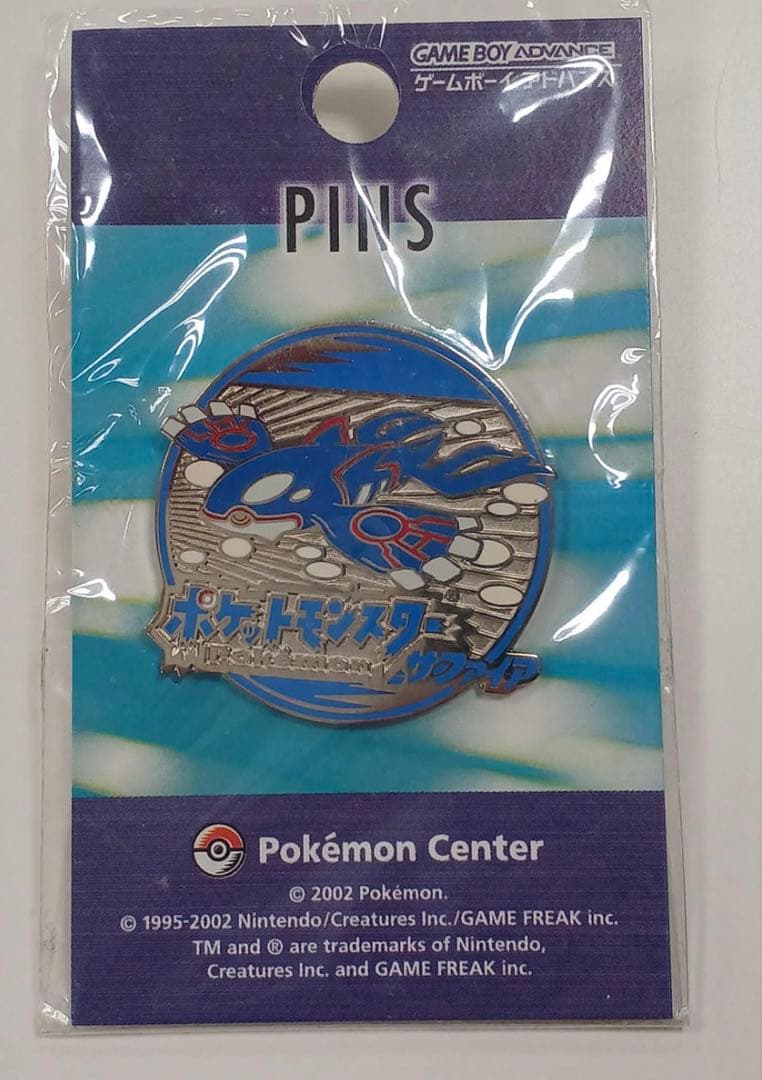 GAME BOY ADVANCE
ゲームボーイアドバンス
PINS
ポケットモンスター®
Pokémon サファイア
Pokémon Center
© 2002 Pokémon.
© 1995-2002 Nintendo/Creatures Inc./GAME FREAK inc.
TM and ® are trademarks of Nintendo,
Creatures Inc. and GAME FREAK inc.